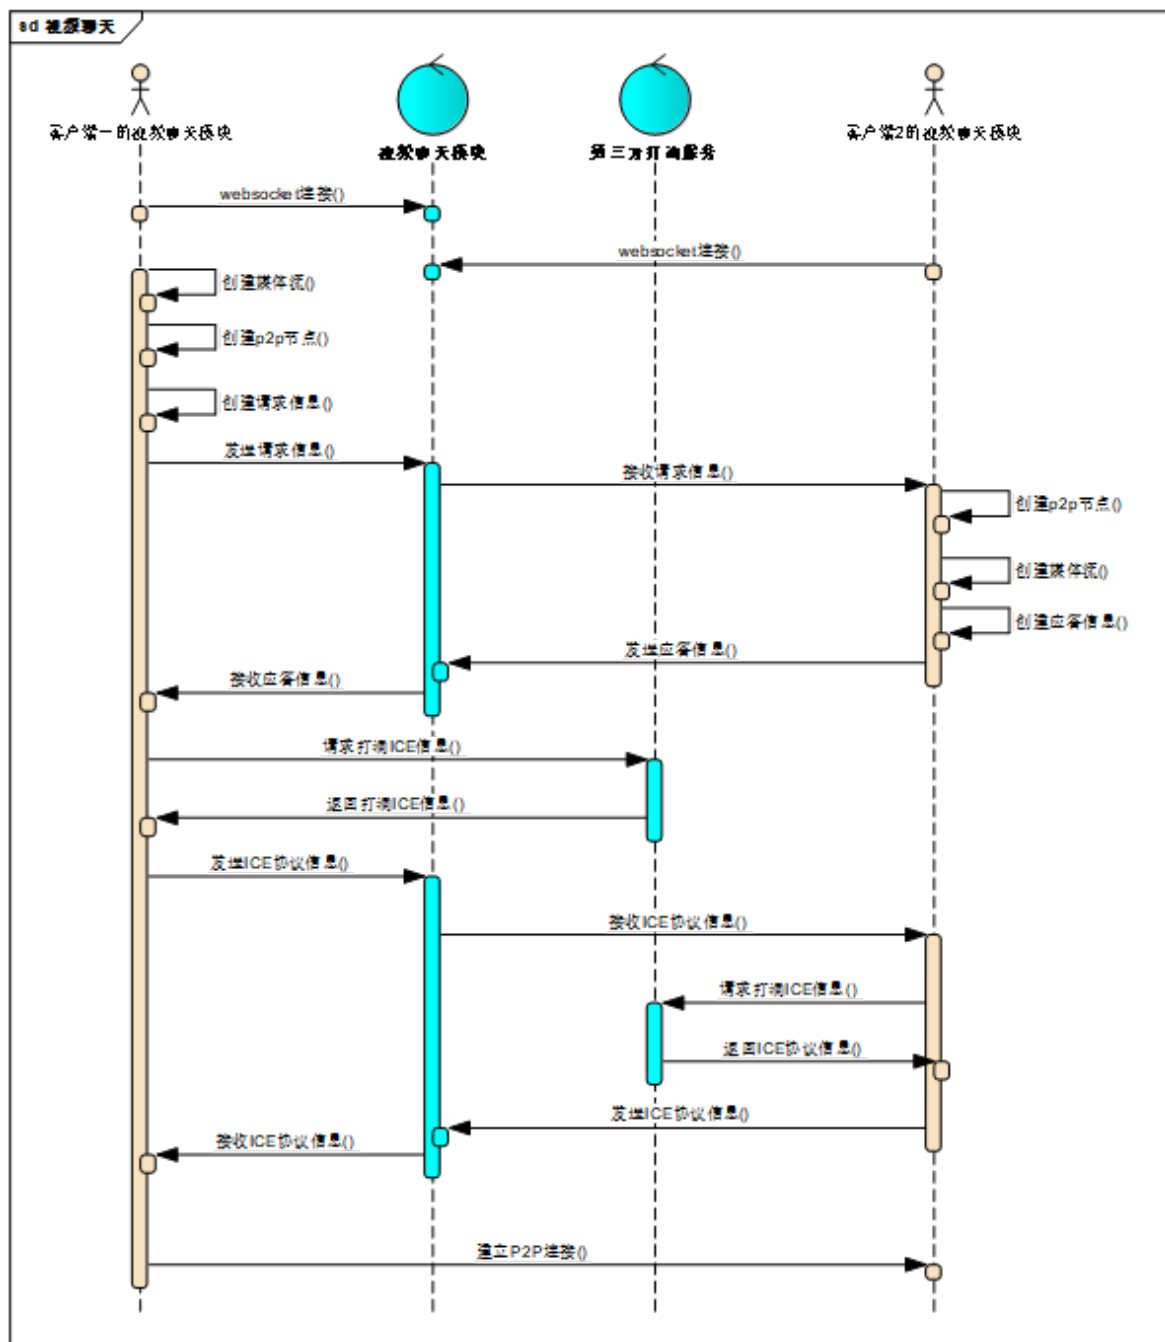 sd 视频聊天
客户端一的视频聊天模块
视频聊天模块
第三方打洞服务
客户端2的视频聊天模块
websocket连接()
websocket连接()
创建媒体流()
创建p2p节点()
创建请求信息()
发送请求信息()
接收请求信息()
创建p2p节点()
创建媒体流()
创建应答信息()
发送应答信息()
接收应答信息()
请求打洞ICE信息()
返回打洞ICE信息()
发送ICE协议信息()
接收ICE协议信息()
请求打洞ICE信息()
返回ICE协议信息()
发送ICE协议信息()
接收ICE协议信息()
建立P2P连接()